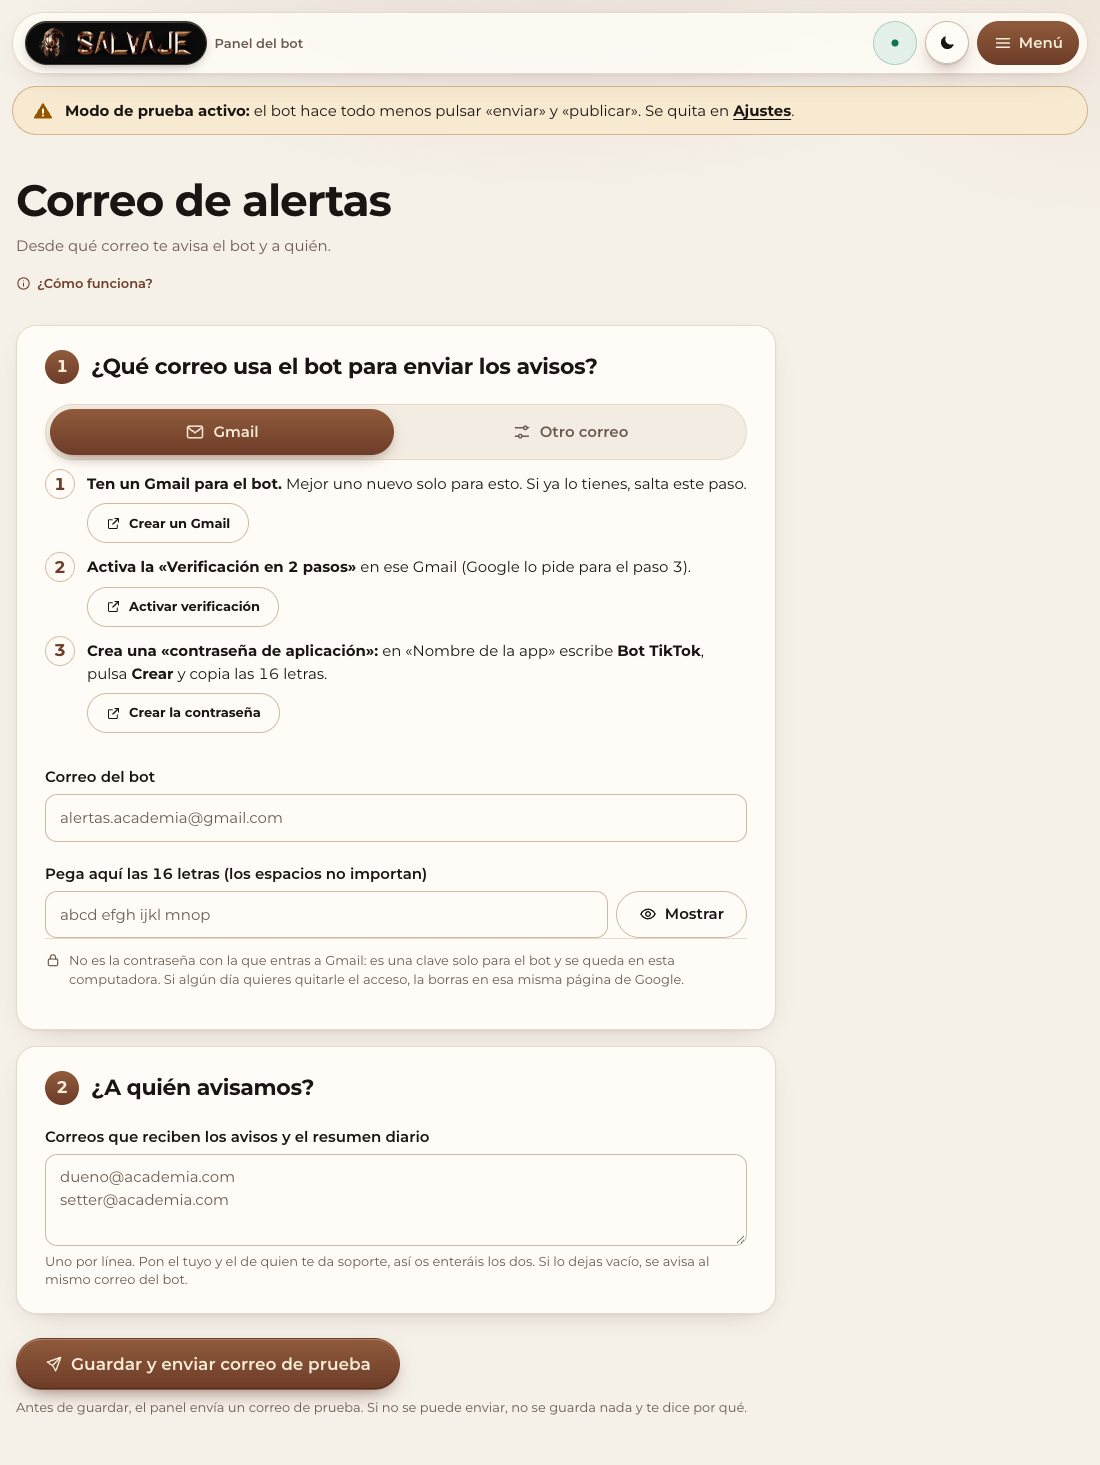 SALVAJE Panel del bot Menú
Modo de prueba activo: el bot hace todo menos pulsar «enviar» y «publicar». Se quita en Ajustes.
Correo de alertas
Desde qué correo te avisa el bot y a quién.
¿Cómo funciona?
1 ¿Qué correo usa el bot para enviar los avisos?
Gmail Otro correo
1 Ten un Gmail para el bot. Mejor uno nuevo solo para esto. Si ya lo tienes, salta este paso.
Crear un Gmail
2 Activa la «Verificación en 2 pasos» en ese Gmail (Google lo pide para el paso 3).
Activar verificación
3 Crea una «contraseña de aplicación»: en «Nombre de la app» escribe Bot TikTok,
pulsa Crear y copia las 16 letras.
Crear la contraseña
Correo del bot
alertas.academia@gmail.com
Pega aquí las 16 letras (los espacios no importan)
abcd efgh ijkl mnop Mostrar
No es la contraseña con la que entras a Gmail: es una clave solo para el bot y se queda en esta
computadora. Si algún día quieres quitarle el acceso, la borras en esa misma página de Google.
2 ¿A quién avisamos?
Correos que reciben los avisos y el resumen diario
dueno@academia.com
setter@academia.com
Uno por línea. Pon el tuyo y el de quien te da soporte, así os enteráis los dos. Si lo dejas vacío, se avisa al
mismo correo del bot.
Guardar y enviar correo de prueba
Antes de guardar, el panel envía un correo de prueba. Si no se puede enviar, no se guarda nada y te dice por qué.